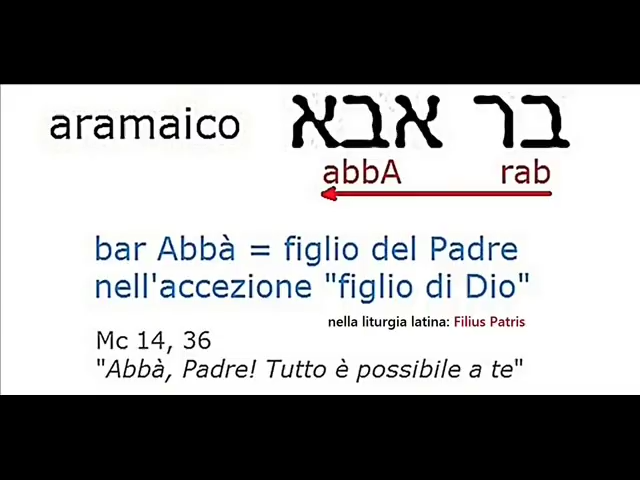 aramaico בר אבא
abbA rab
bar Abbà = figlio del Padre
nell'accezione "figlio di Dio"
nella liturgia latina: Filius Patris
Mc 14, 36
"Abbà, Padre! Tutto è possibile a te"